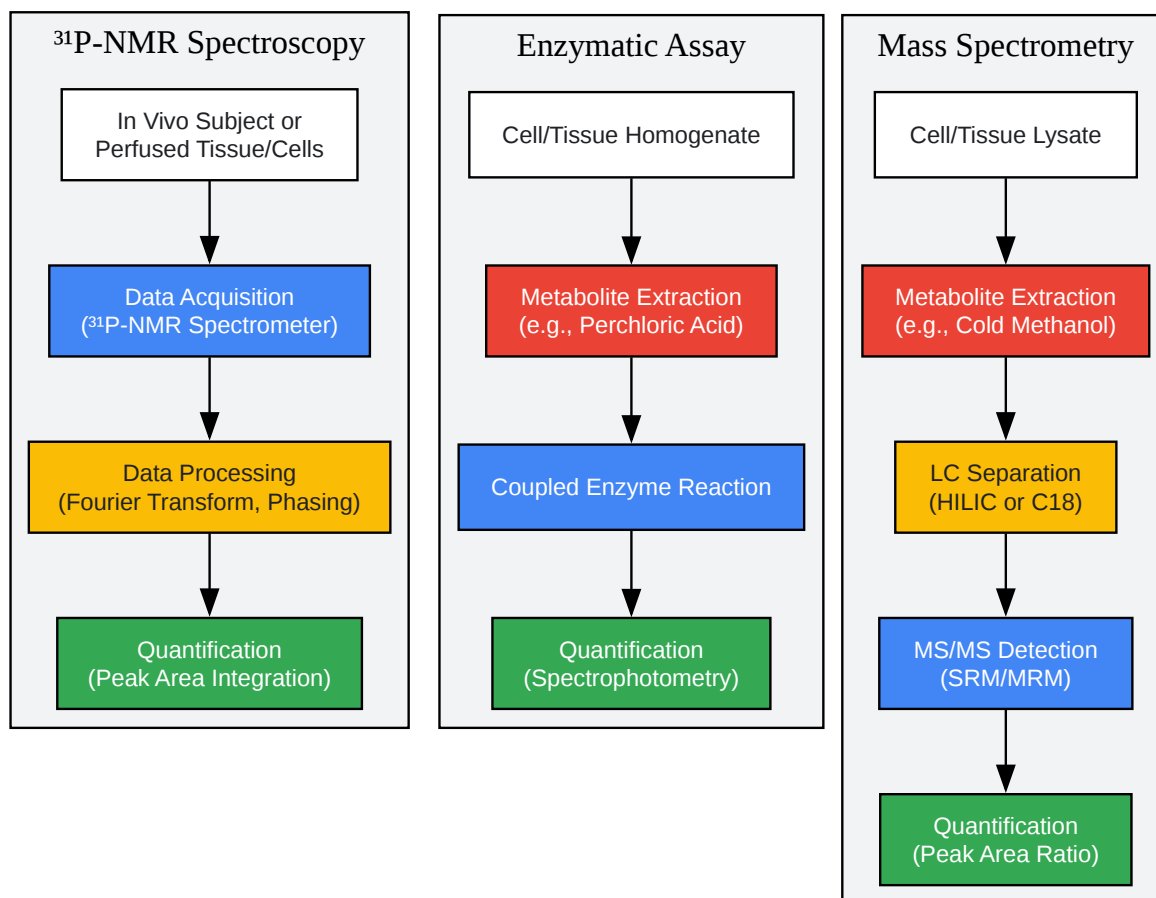 ³¹P-NMR Spectroscopy
In Vivo Subject or
Perfused Tissue/Cells
Data Acquisition
(³¹P-NMR Spectrometer)
Data Processing
(Fourier Transform, Phasing)
Quantification
(Peak Area Integration)
Enzymatic Assay
Cell/Tissue Homogenate
Metabolite Extraction
(e.g., Perchloric Acid)
Coupled Enzyme Reaction
Quantification
(Spectrophotometry)
Mass Spectrometry
Cell/Tissue Lysate
Metabolite Extraction
(e.g., Cold Methanol)
LC Separation
(HILIC or C18)
MS/MS Detection
(SRM/MRM)
Quantification
(Peak Area Ratio)